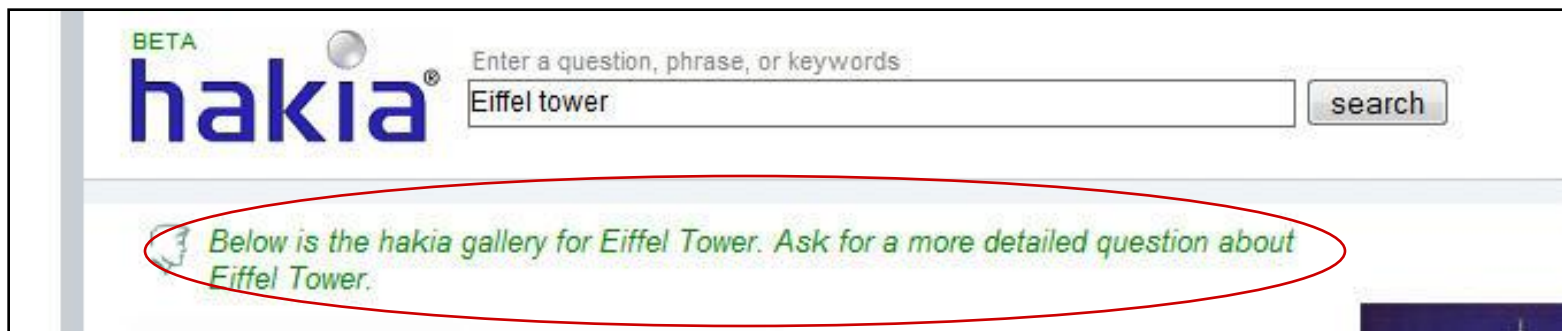 BETA
hakia®
Enter a question, phrase, or keywords
Eiffel tower
search
Below is the hakia gallery for Eiffel Tower. Ask for a more detailed question about
Eiffel Tower.